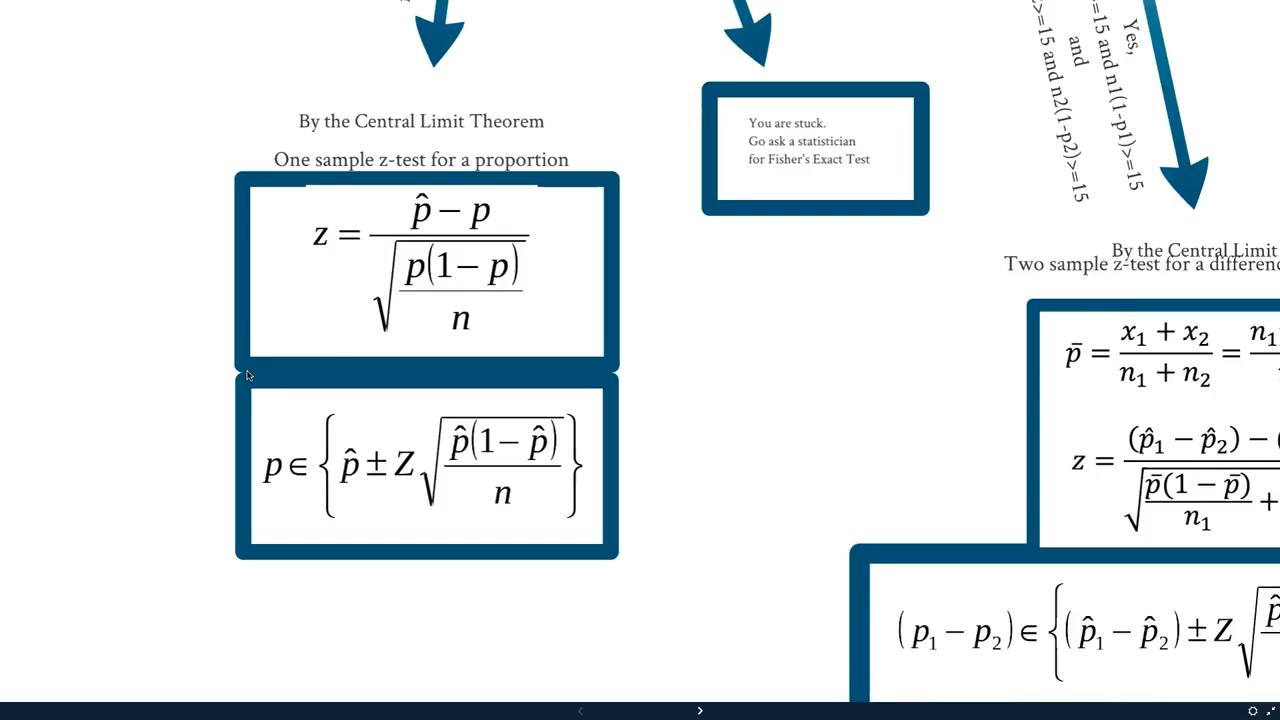 By the Central Limit Theorem
One sample z-test for a proportion
z = p̂ − p / √(p(1 − p) / n)
p ∈ { p̂ ± Z √(p̂(1 − p̂) / n) }
You are stuck.
Go ask a statistician
for Fisher's Exact Test
Yes,
>=15 and n1(1-p1)>=15
and
>=15 and n2(1-p2)>=15
By the Central Limit
Two sample z-test for a
p̄ = x₁ + x₂ / n₁ + n₂ = n₁
z = (p̂₁ − p̂₂) − ( / √(p̄(1 − p̄) / n₁ +
(p₁ − p₂) ∈ { (p̂₁ − p̂₂) ± Z √ p̂